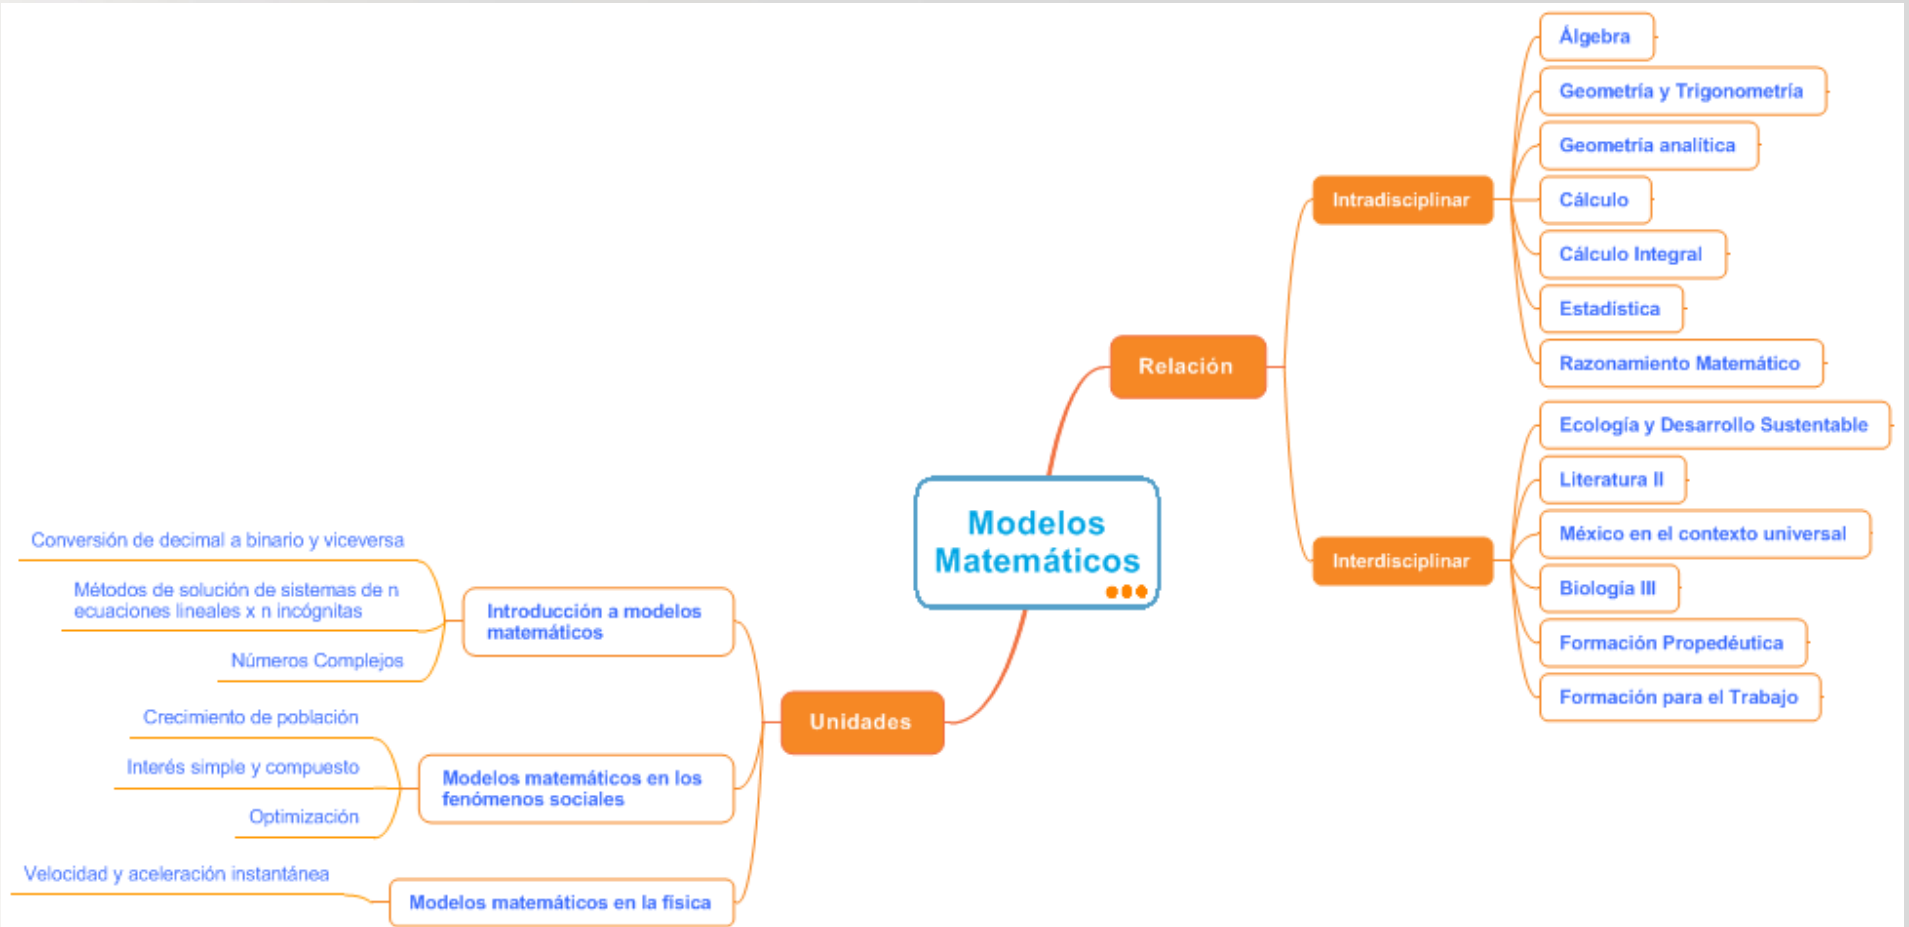 Modelos
Matemáticos
Relación
Intradisciplinar
Álgebra
Geometría y Trigonometría
Geometría analítica
Cálculo
Cálculo Integral
Estadística
Razonamiento Matemático
Interdisciplinar
Ecología y Desarrollo Sustentable
Literatura II
México en el contexto universal
Biología III
Formación Propedéutica
Formación para el Trabajo
Unidades
Introducción a modelos
matemáticos
Conversión de decimal a binario y viceversa
Métodos de solución de sistemas de n
ecuaciones lineales x n incógnitas
Números Complejos
Modelos matemáticos en los
fenómenos sociales
Crecimiento de población
Interés simple y compuesto
Optimización
Modelos matemáticos en la física
Velocidad y aceleración instantánea